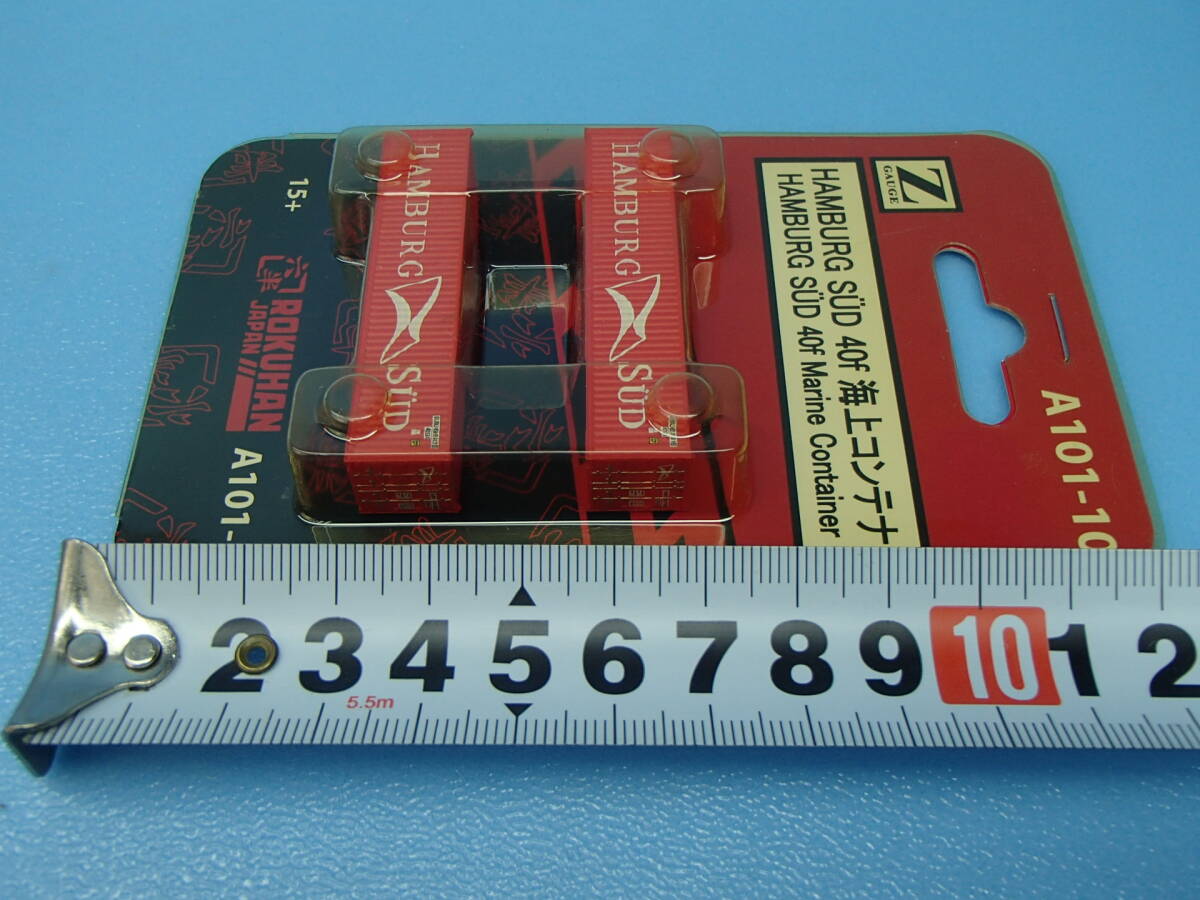 15+
六半
ROKUHAN
JAPAN
A101-
HAMBURG SÜD
HAMBURG SÜD
Z
GAUGE
HAMBURG SÜD 40f 海上コンテナ
HAMBURG SÜD 40f Marine Container
A101-10
2 3 4 5 6 7 8 9 10 1 2
5.5m